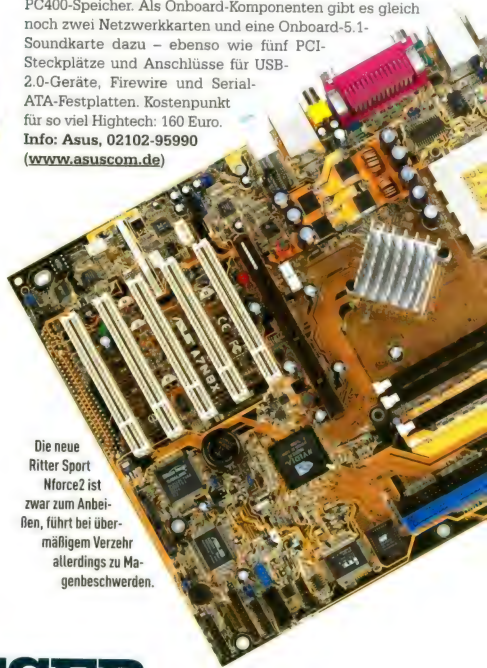 PC400-Speicher. Als Onboard-Komponenten gibt es gleich
noch zwei Netzwerkkarten und eine Onboard-5.1-
Soundkarte dazu – ebenso wie fünf PCI-
Steckplätze und Anschlüsse für USB-
2.0-Geräte, Firewire und Serial-
ATA-Festplatten. Kostenpunkt
für so viel Hightech: 160 Euro.
Info: Asus, 02102-95990
(www.asuscom.de)
ASUS A7N8X
Die neue
Ritter Sport
Nforce2 ist
zwar zum Anbei-
ßen, führt bei über-
mäßigem Verzehr
allerdings zu Ma-
genbeschwerden.